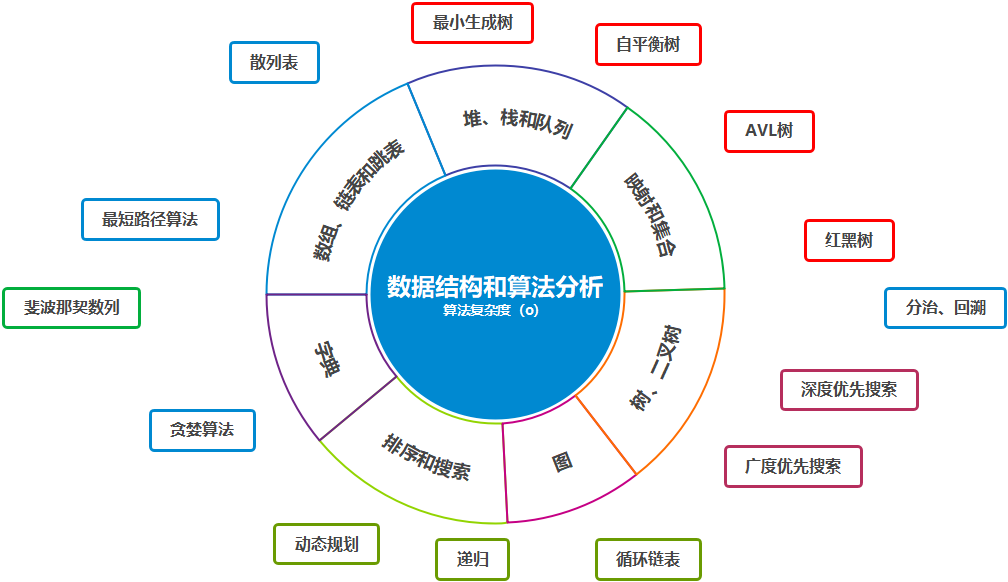 最小生成树
自平衡树
散列表
堆、栈和队列
AVL树
数组、链表和跳表
映射和集合
最短路径算法
红黑树
数据结构和算法分析
算法复杂度（o）
斐波那契数列
分治、回溯
字典
树、二叉树
深度优先搜索
贪婪算法
排序和搜索
图
广度优先搜索
动态规划
递归
循环链表